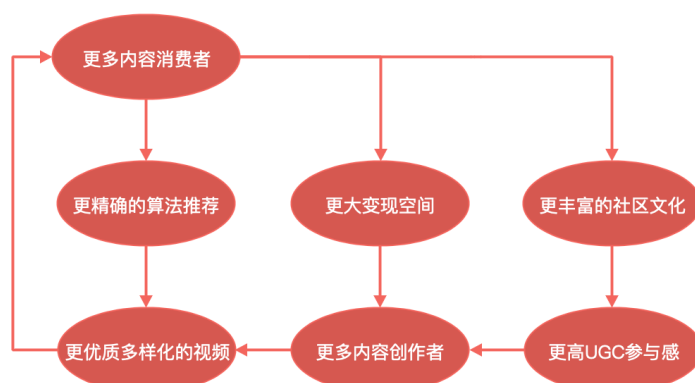 更多内容消费者
更精确的算法推荐
更大变现空间
更丰富的社区文化
更优质多样化的视频
更多内容创作者
更高UGC参与感